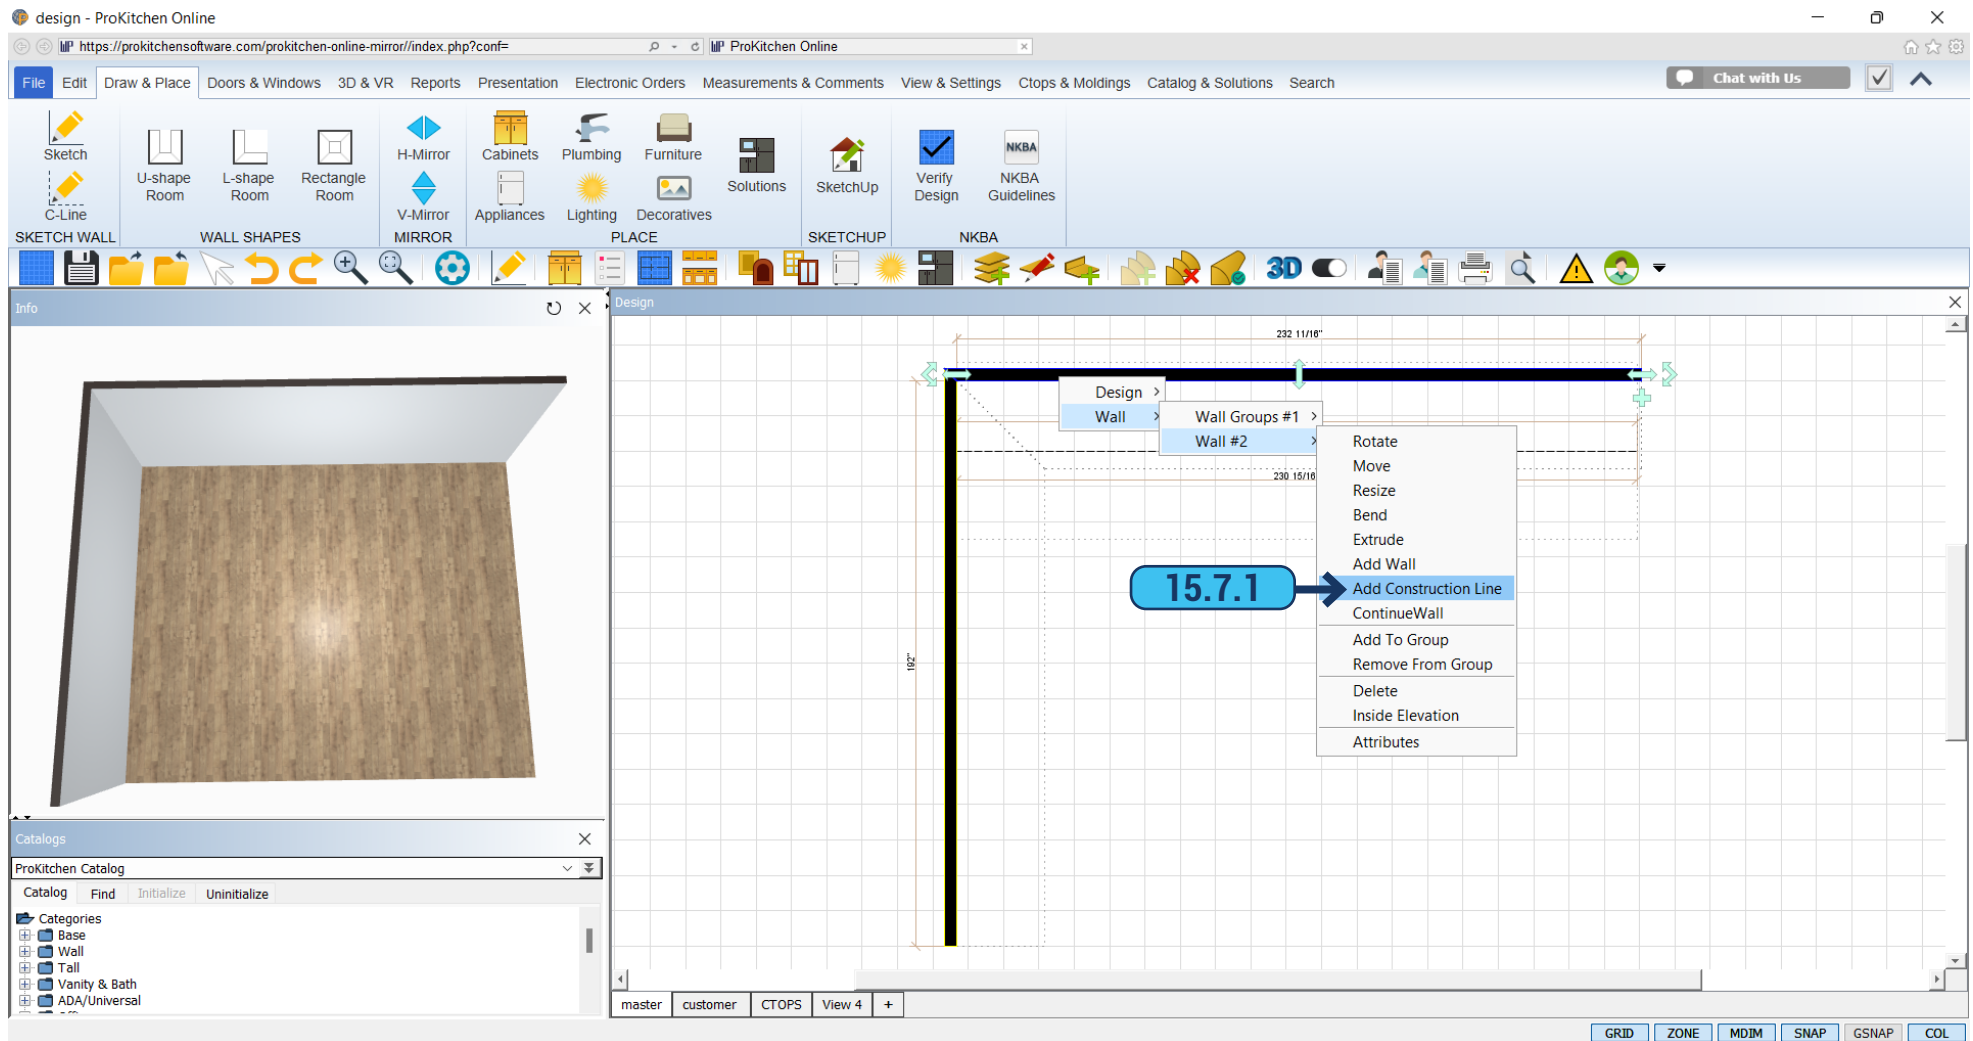 design - ProKitchen Online
https://prokitchensoftware.com/prokitchen-online-mirror//index.php?conf=
ProKitchen Online
File Edit Draw & Place Doors & Windows 3D & VR Reports Presentation Electronic Orders Measurements & Comments View & Settings Ctops & Moldings Catalog & Solutions Search
Chat with Us
Sketch
C-Line
SKETCH WALL
U-shape
Room
L-shape
Room
Rectangle
Room
WALL SHAPES
H-Mirror
V-Mirror
MIRROR
Cabinets
Plumbing
Furniture
Appliances
Lighting
Decoratives
Solutions
PLACE
SketchUp
SKETCHUP
Verify
Design
NKBA
NKBA
Guidelines
NKBA
3D
Info
Design
232 11/16"
Design
Wall
Wall Groups #1
Wall #2
230 15/16
192"
Rotate
Move
Resize
Bend
Extrude
Add Wall
Add Construction Line
ContinueWall
Add To Group
Remove From Group
Delete
Inside Elevation
Attributes
15.7.1
Catalogs
ProKitchen Catalog
Catalog Find Initialize Uninitialize
Categories
Base
Wall
Tall
Vanity & Bath
ADA/Universal
master customer CTOPS View 4 +
GRID ZONE MDIM SNAP GSNAP COL